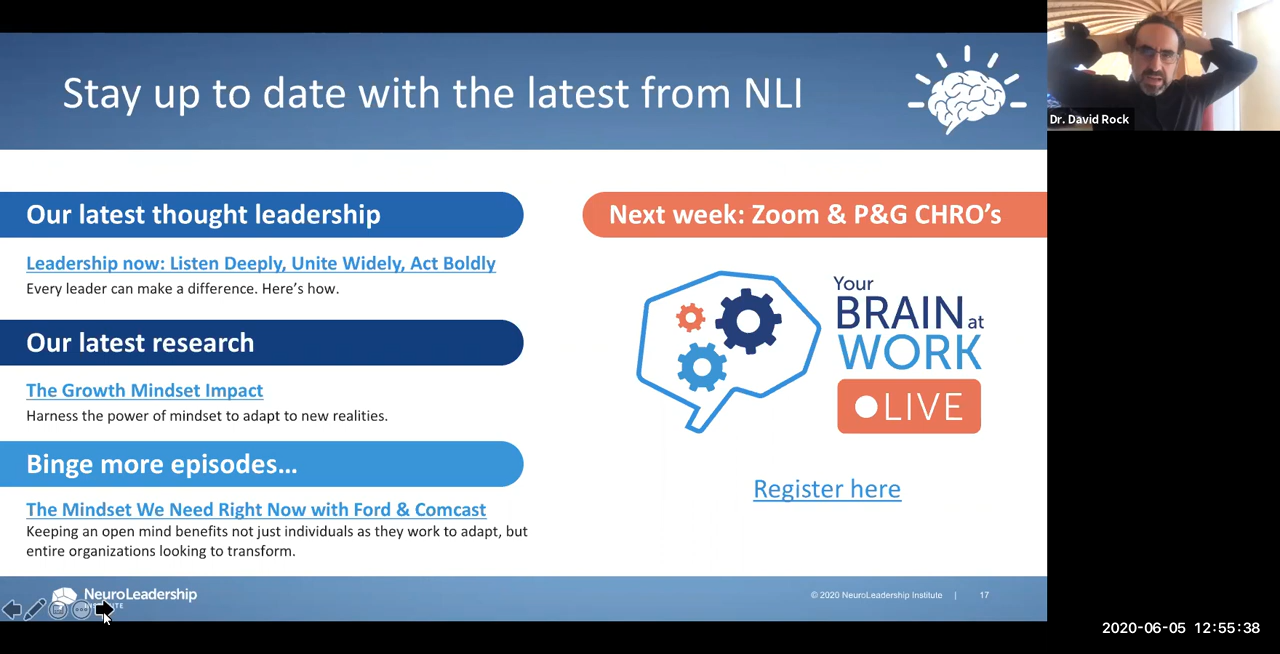 Stay up to date with the latest from NLI
Dr. David Rock
Our latest thought leadership
Leadership now: Listen Deeply, Unite Widely, Act Boldly
Every leader can make a difference. Here's how.
Our latest research
The Growth Mindset Impact
Harness the power of mindset to adapt to new realities.
Binge more episodes…
The Mindset We Need Right Now with Ford & Comcast
Keeping an open mind benefits not just individuals as they work to adapt, but
entire organizations looking to transform.
Next week: Zoom & P&G CHRO's
Your
BRAIN at
WORK
LIVE
Register here
NeuroLeadership
© 2020 NeuroLeadership Institute | 17
2020-06-05 12:55:38